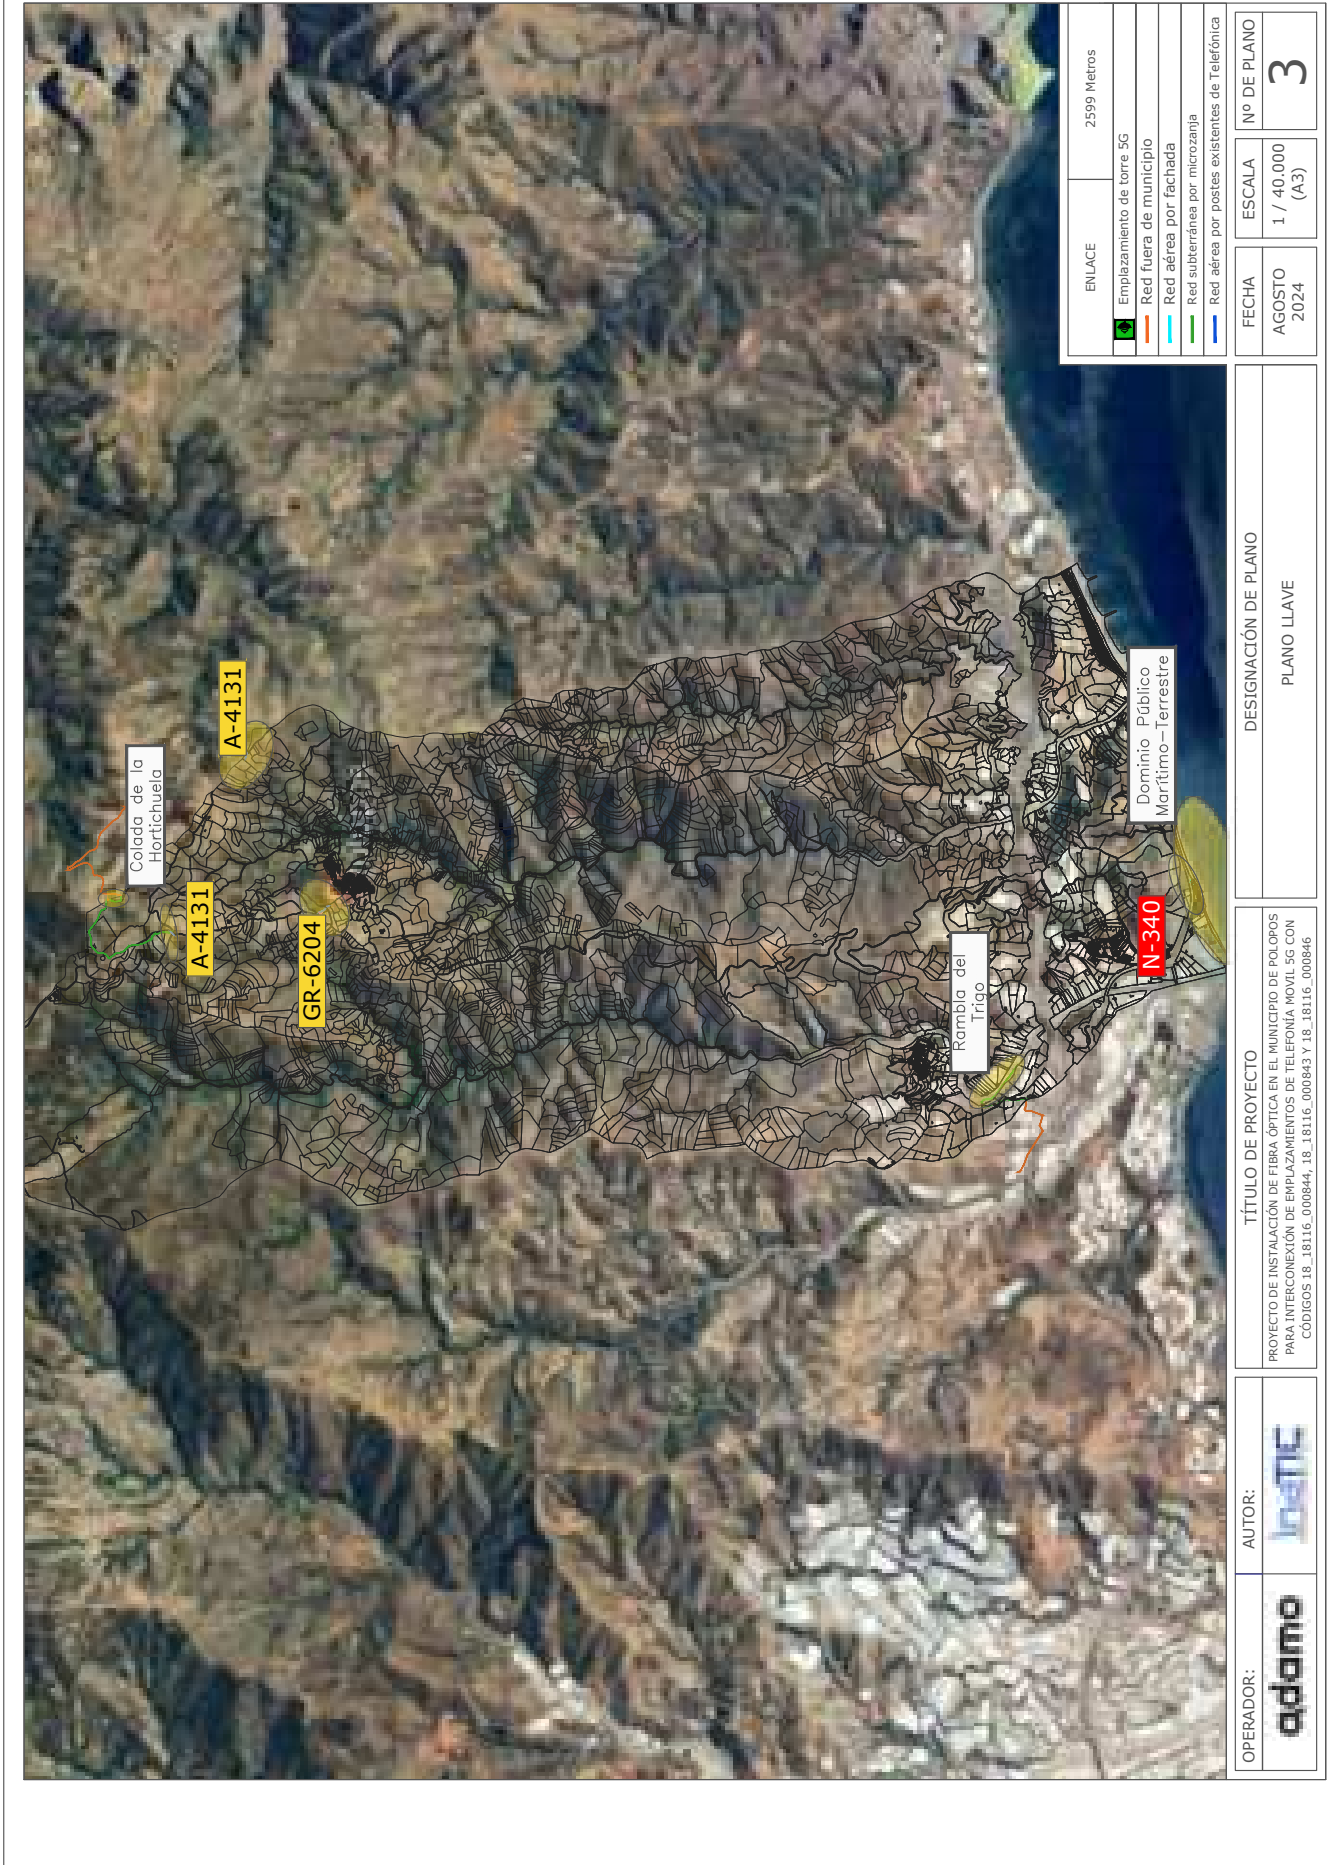 Colada de la
Hortichuela
A-4131
A-4131
GR-6204
Rambla del
Trigo
N-340
Dominio Público
Marítimo-Terrestre
ENLACE
2599 Metros
Emplazamiento de torre 5G
Red fuera de municipio
Red aérea por fachada
Red subterránea por microzanja
Red aérea por postes existentes de Telefónica
OPERADOR:
adamo
AUTOR:
TÍTULO DE PROYECTO
PROYECTO DE INSTALACIÓN DE FIBRA ÓPTICA EN EL MUNICIPIO DE POLOPOS
PARA INTERCONEXIÓN DE EMPLAZAMIENTOS DE TELEFONÍA MOVIL 5G CON
CÓDIGOS 18_18116_000844, 18_18116_000843 Y 18_18116_000846
DESIGNACIÓN DE PLANO
PLANO LLAVE
FECHA
AGOSTO
2024
ESCALA
1 / 40.000
(A3)
Nº DE PLANO
3